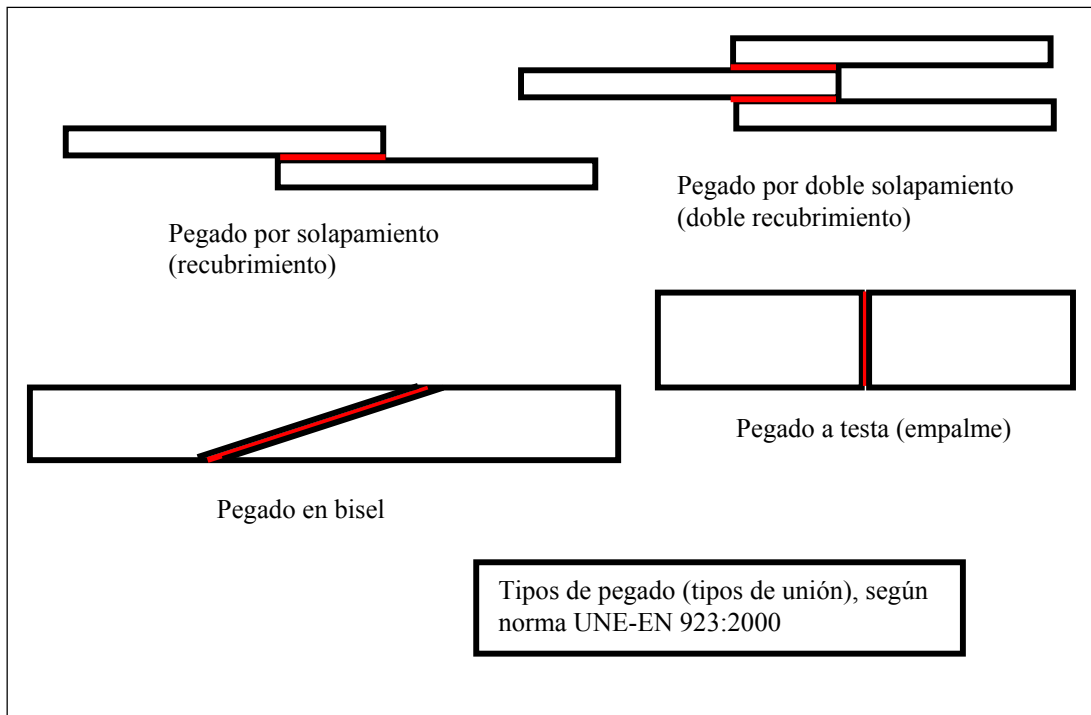 Pegado por solapamiento
(recubrimiento)
Pegado por doble solapamiento
(doble recubrimiento)
Pegado en bisel
Pegado a testa (empalme)
Tipos de pegado (tipos de unión), según
norma UNE-EN 923:2000